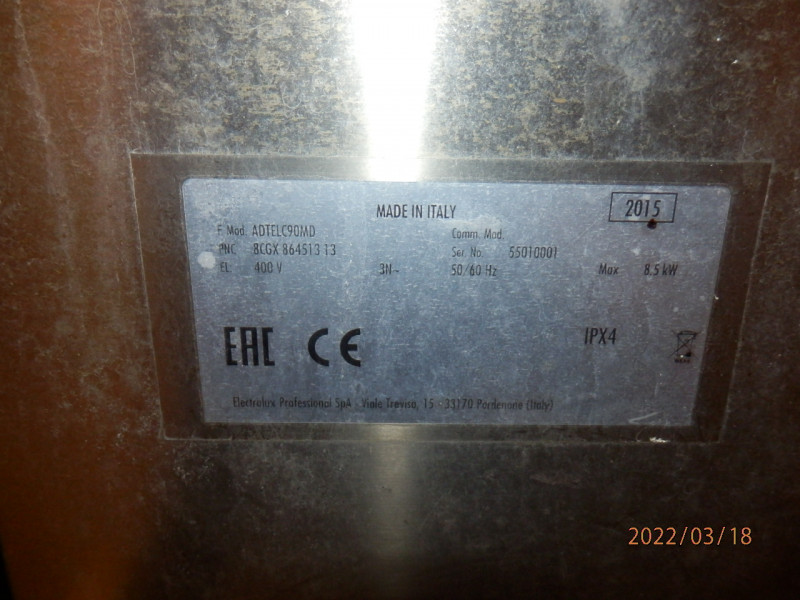 MADE IN ITALY
2015
F. Mod. ADTELC90MD
Comm. Mod.
PNC BCGX 864513 13
Ser. No. 55010001
EL. 400 V 3N~ 50/60 Hz Max 8.5 kW
EAC CE
IPX4
Electrolux Professional SpA - Viale Treviso, 15 - 33170 Pordenone (Italy)
2022/03/18